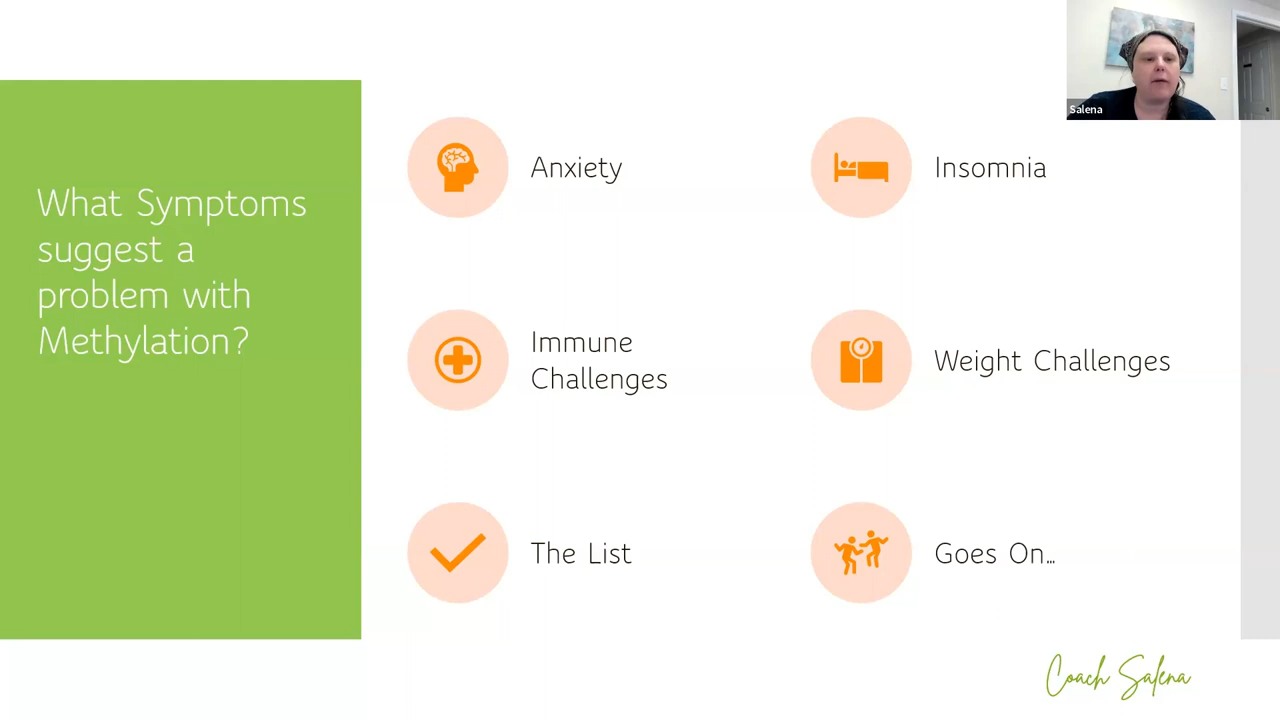 Salena
What Symptoms
suggest a
problem with
Methylation?
Anxiety
Insomnia
Immune
Challenges
Weight Challenges
The List
Goes On...
Coach Salena